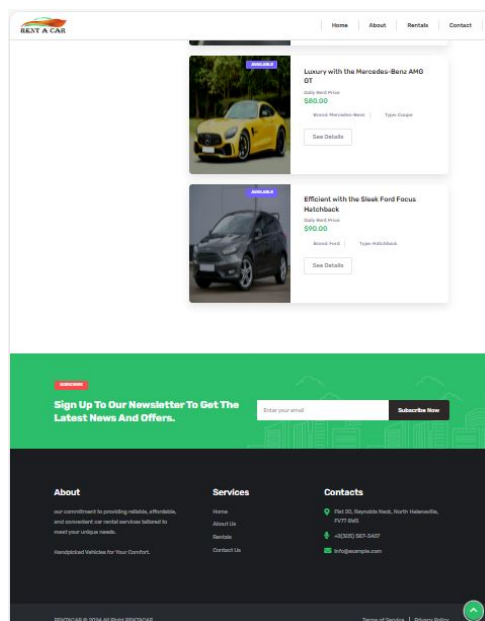 RENT A CAR
Home
About
Rentals
Contact
AVAILABLE
Luxury with the Mercedes-Benz AMG
GT
Daily Rent Price
$80.00
Brand: Mercedes-Benz
Type: Coupe
See Details
AVAILABLE
Efficient with the Sleek Ford Focus
Hatchback
Daily Rent Price
$90.00
Brand: Ford
Type: Hatchback
See Details
SUBSCRIBE
Sign Up To Our Newsletter To Get The
Latest News And Offers.
Enter your email
Subscribe Now
About
our commitment to providing reliable, affordable,
and convenient car rental services tailored to
meet your unique needs.
Handpicked Vehicles for Your Comfort.
Services
Home
About Us
Rentals
Contact Us
Contacts
Flat 20, Reynolds Neck, North Helenaville,
FV77 8WS
+2(305) 587-3407
info@example.com
RENTACAR © 2024 All Right RENTACAR
Terms of Service
Privacy Policy